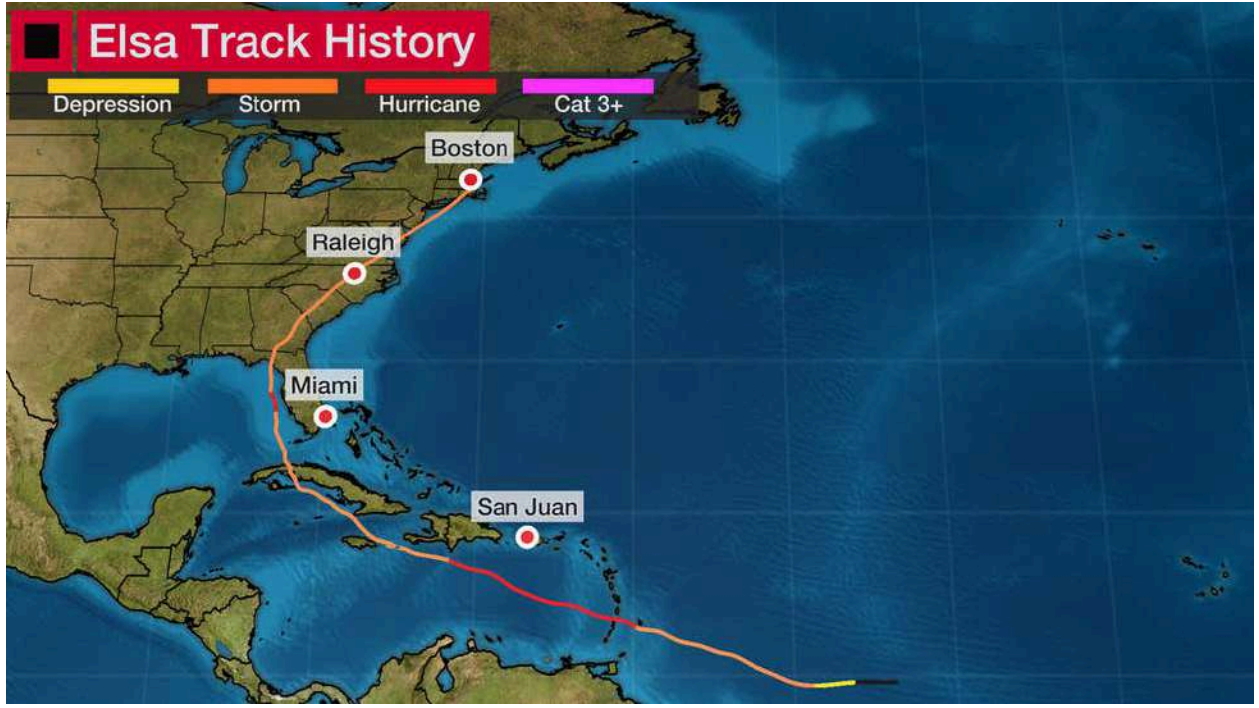 Elsa Track History
Depression Storm Hurricane Cat 3+
Boston
Raleigh
Miami
San Juan